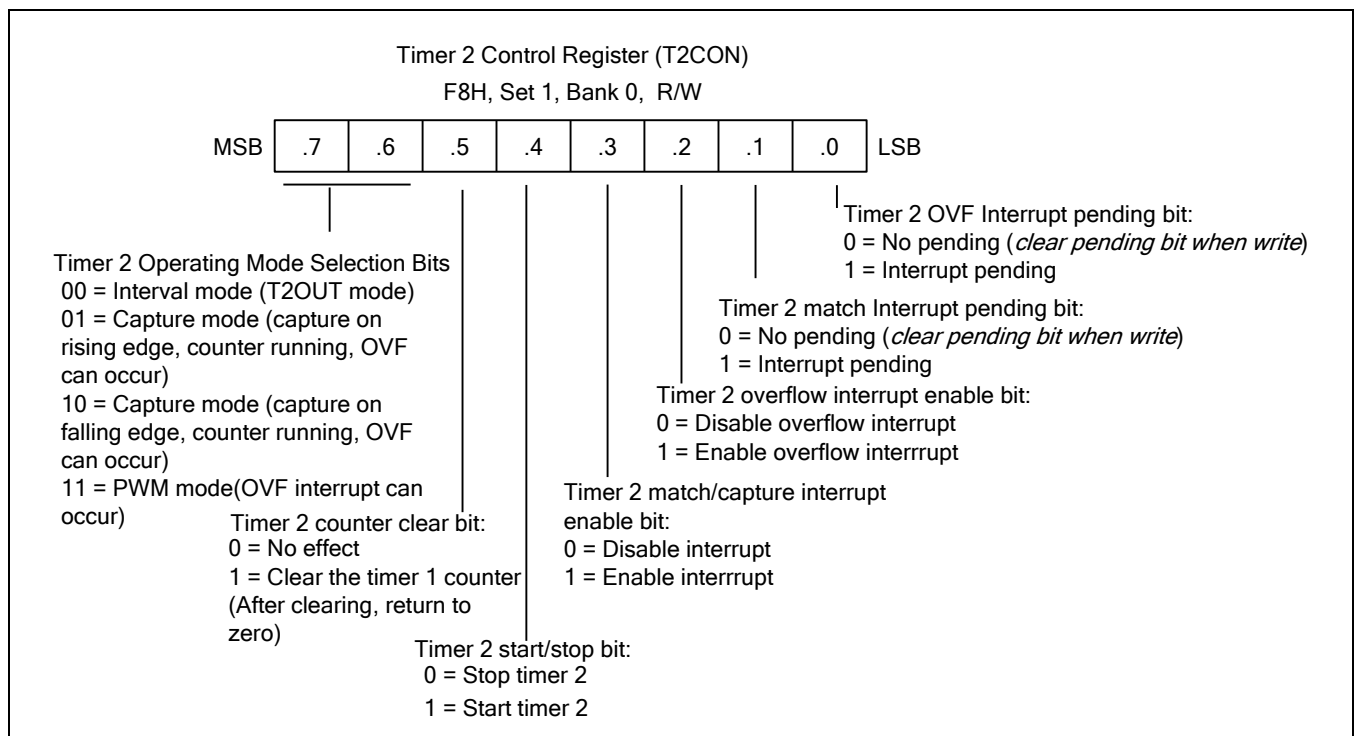 Timer 2 Control Register (T2CON)
F8H, Set 1, Bank 0, R/W
MSB .7 .6 .5 .4 .3 .2 .1 .0 LSB
Timer 2 OVF Interrupt pending bit:
0 = No pending (clear pending bit when write)
1 = Interrupt pending
Timer 2 match Interrupt pending bit:
0 = No pending (clear pending bit when write)
1 = Interrupt pending
Timer 2 overflow interrupt enable bit:
0 = Disable overflow interrupt
1 = Enable overflow interrrupt
Timer 2 match/capture interrupt
enable bit:
0 = Disable interrupt
1 = Enable interrrupt
Timer 2 start/stop bit:
0 = Stop timer 2
1 = Start timer 2
Timer 2 counter clear bit:
0 = No effect
1 = Clear the timer 1 counter
(After clearing, return to
zero)
Timer 2 Operating Mode Selection Bits
00 = Interval mode (T2OUT mode)
01 = Capture mode (capture on
rising edge, counter running, OVF
can occur)
10 = Capture mode (capture on
falling edge, counter running, OVF
can occur)
11 = PWM mode(OVF interrupt can
occur)